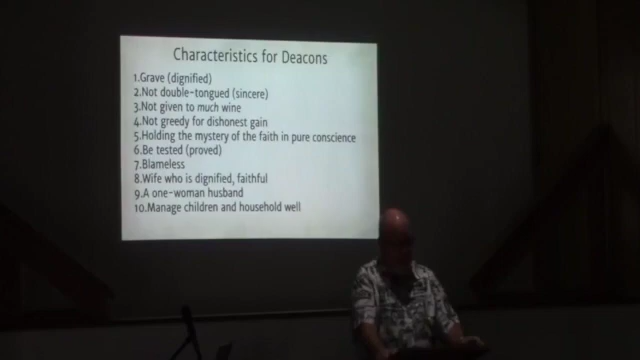 Characteristics for Deacons
1.Grave (dignified)
2.Not double-tongued (sincere)
3.Not given to much wine
4.Not greedy for dishonest gain
5.Holding the mystery of the faith in pure conscience
6.Be tested (proved)
7.Blameless
8.Wife who is dignified, faithful
9.A one-woman husband
10.Manage children and household well